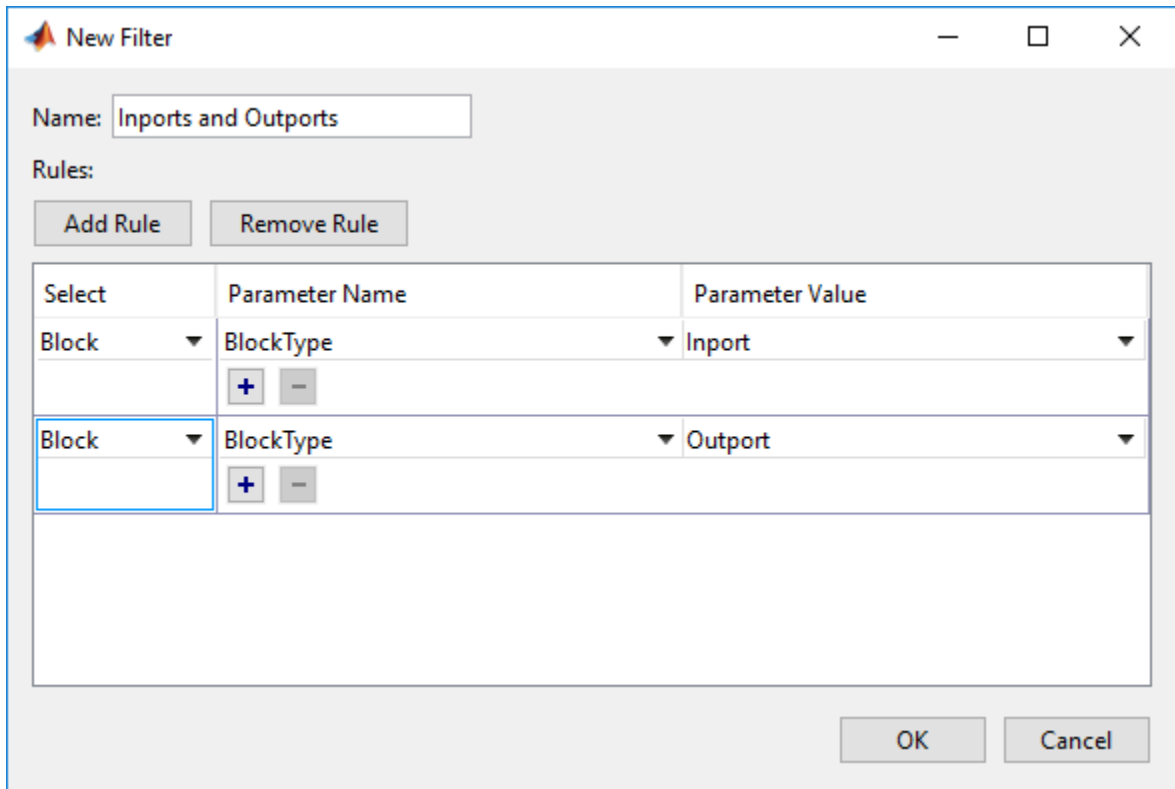 New Filter
Name: Inports and Outports
Rules:
Add Rule Remove Rule
Select Parameter Name Parameter Value
Block BlockType Inport
+ −
Block BlockType Outport
+ −
OK Cancel